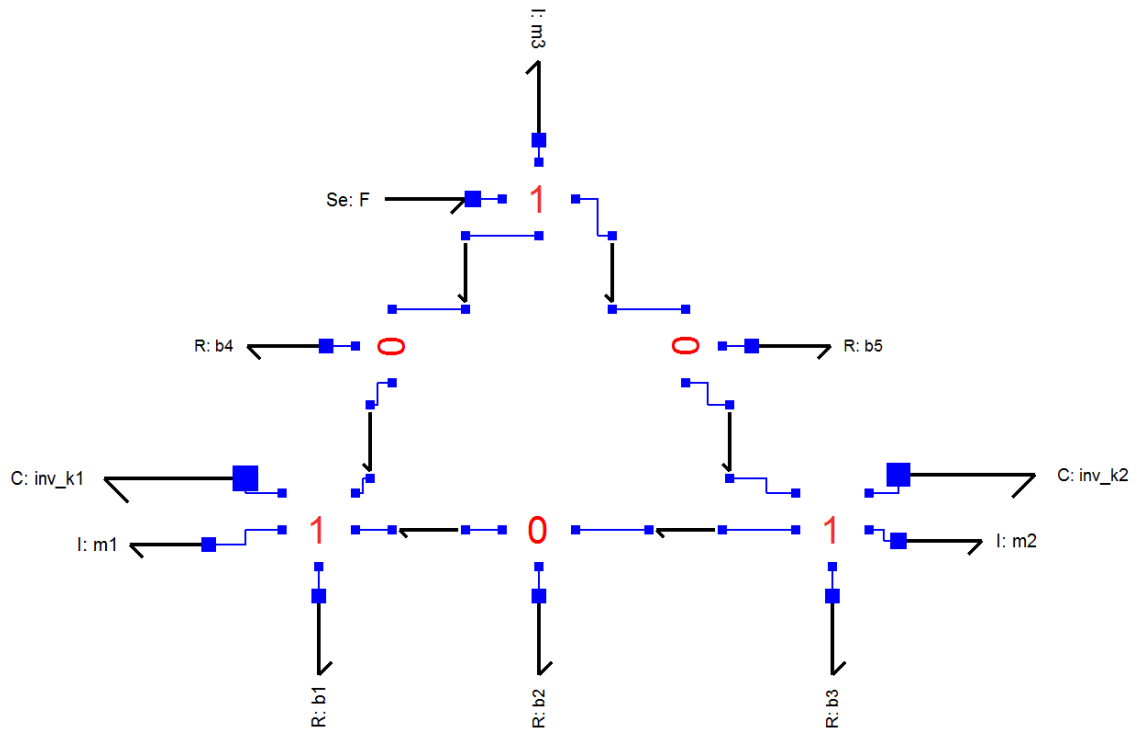 I: m3
Se: F
1
R: b4
0
0
R: b5
C: inv_k1
C: inv_k2
I: m1
1
0
1
I: m2
R: b1
R: b2
R: b3